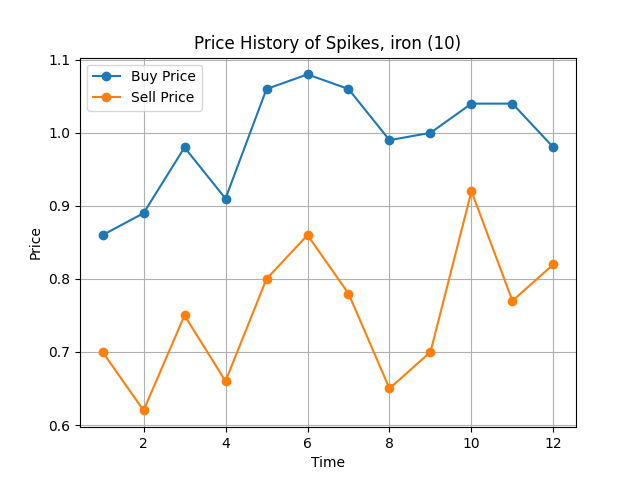 Price History of Spikes, iron (10)
Buy Price
Sell Price
1.1
1.0
0.9
0.8
0.7
0.6
Price
2 4 6 8 10 12
Time